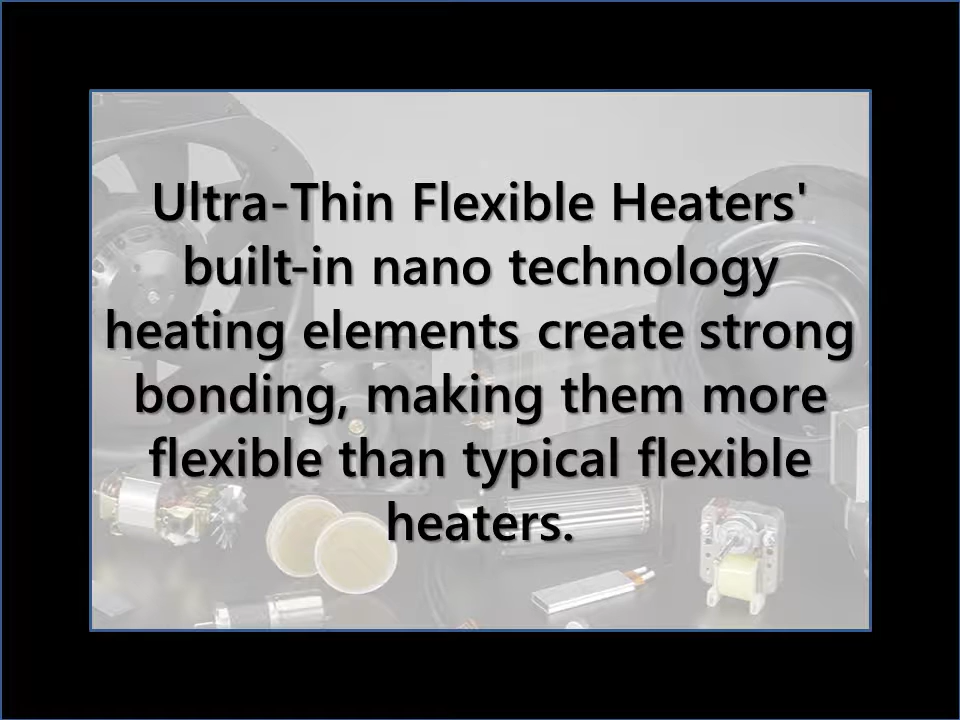 Ultra-Thin Flexible Heaters'
built-in nano technology
heating elements create strong
bonding, making them more
flexible than typical flexible
heaters.